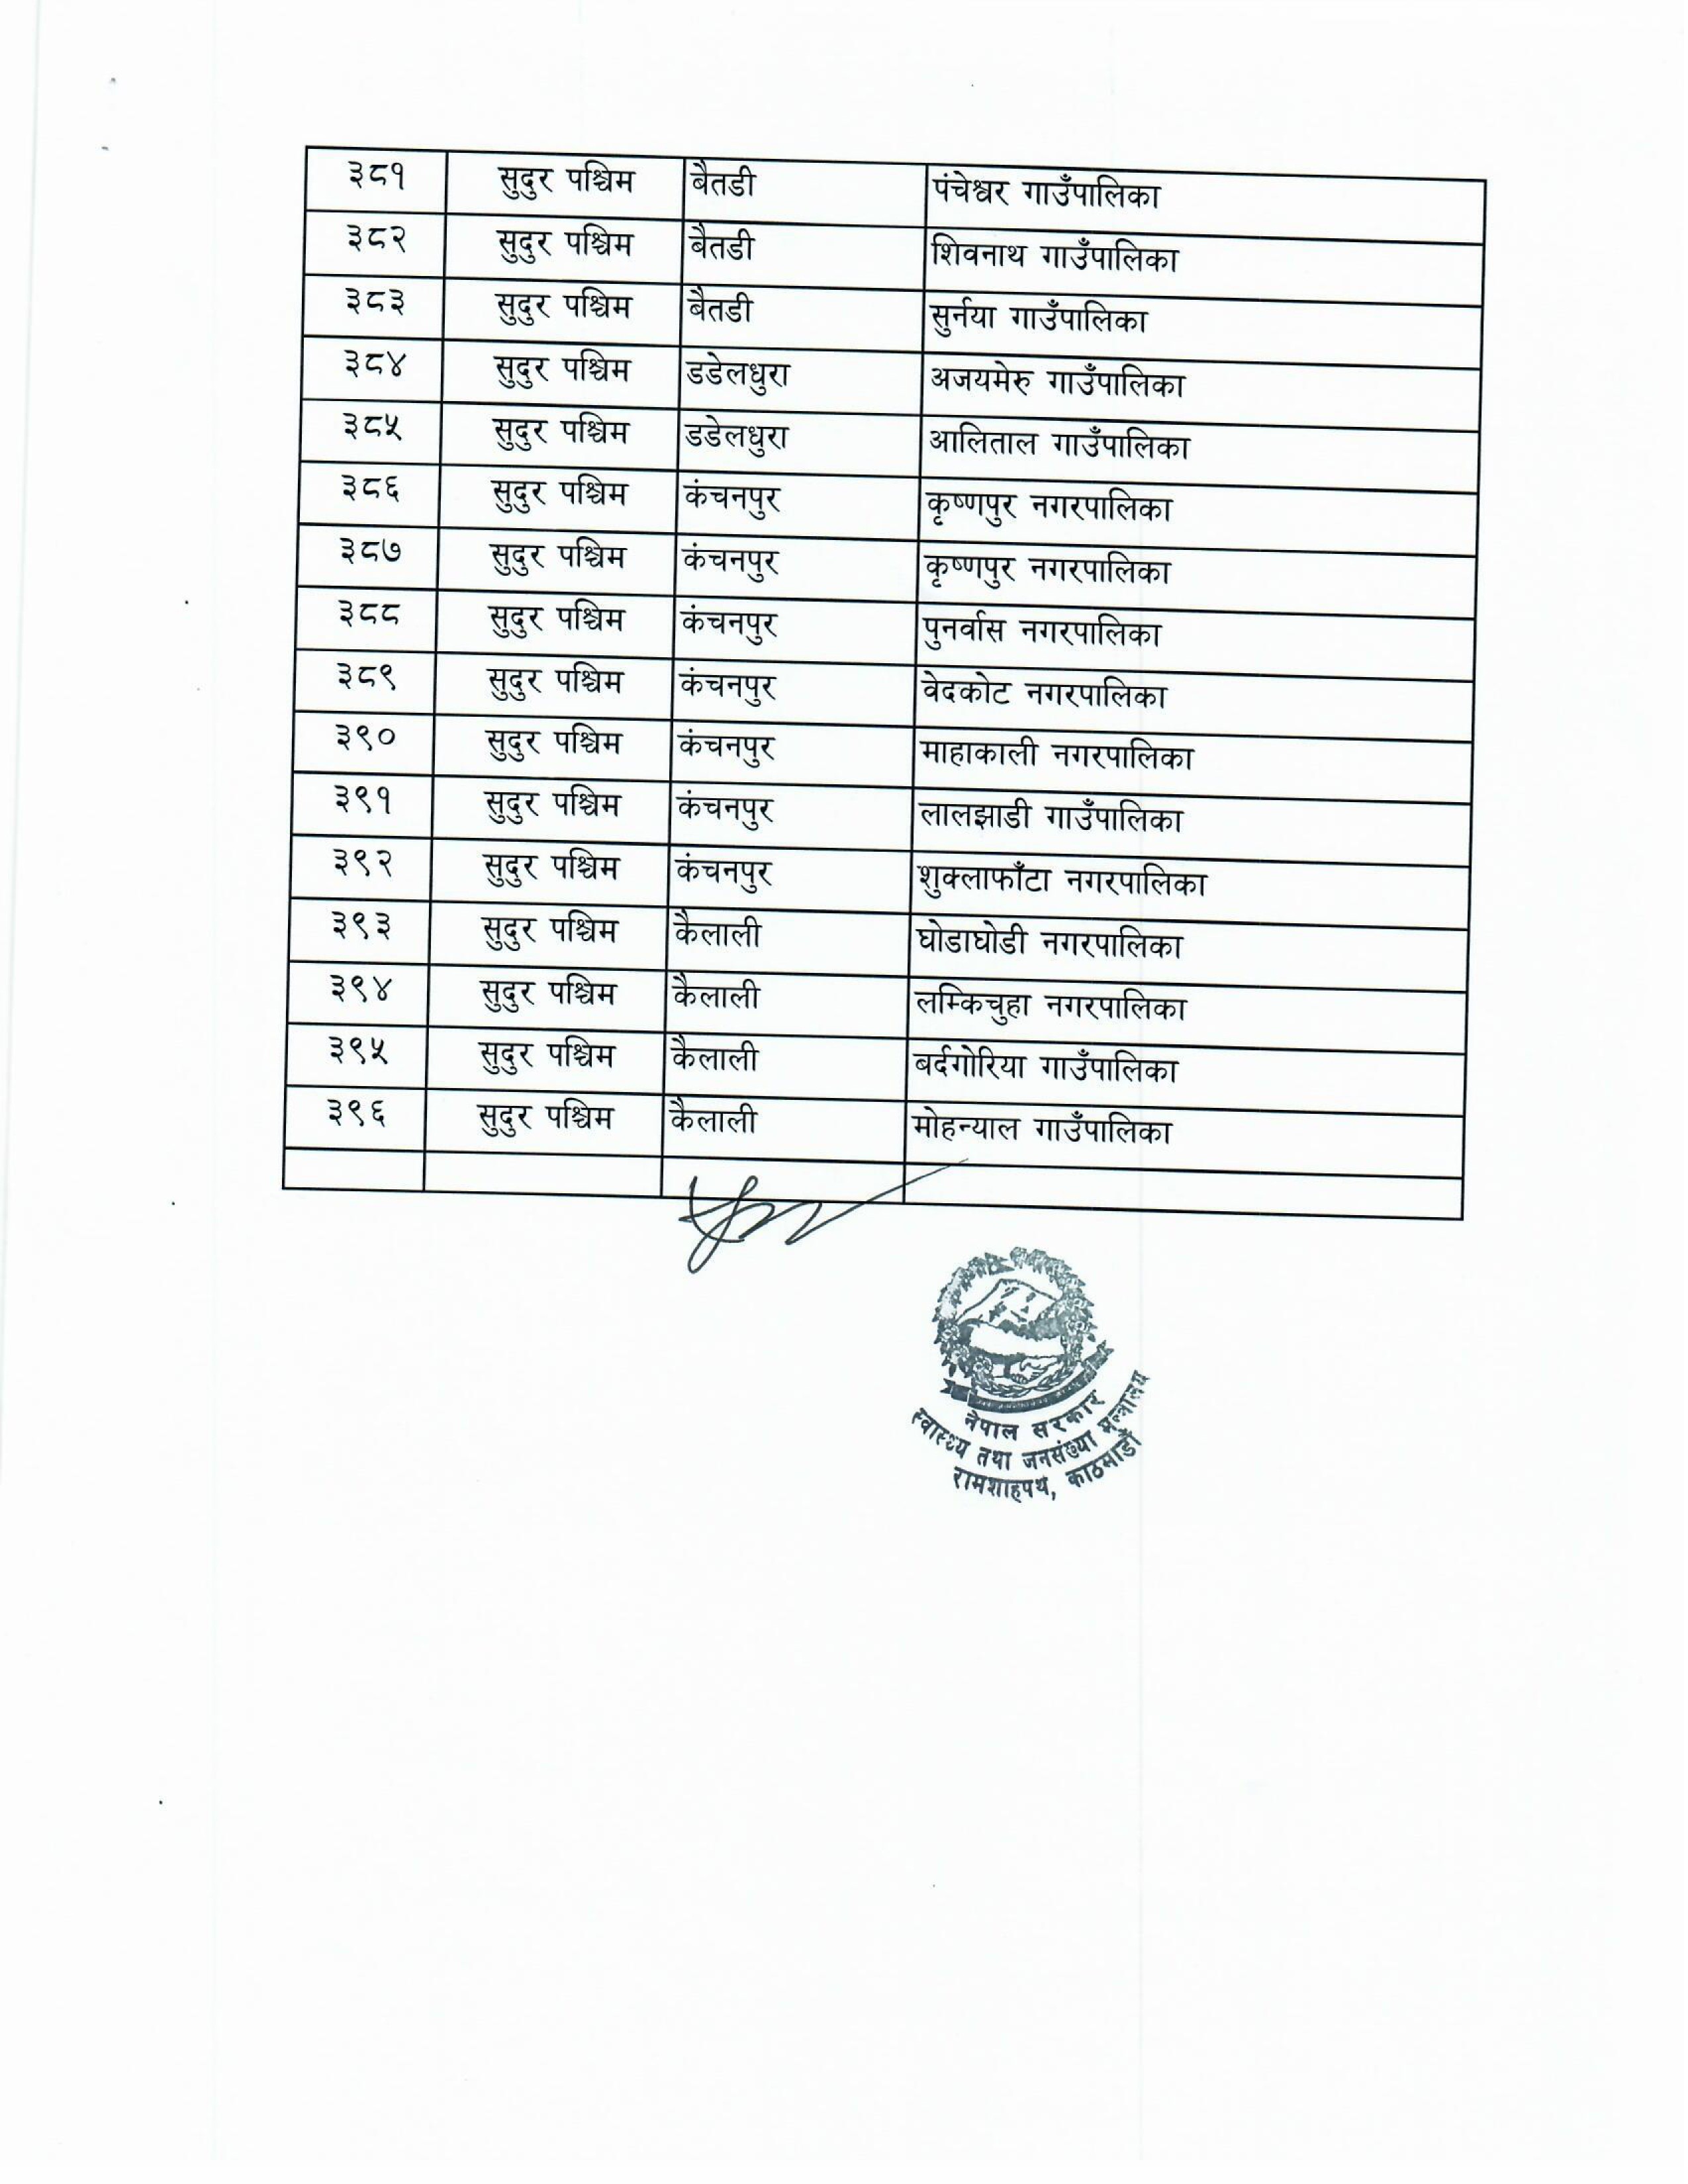 ३८१ सुदुर पश्चिम बैतडी पंचेश्वर गाउँपालिका
३८२ सुदुर पश्चिम बैतडी शिवनाथ गाउँपालिका
३८३ सुदुर पश्चिम बैतडी सुर्नया गाउँपालिका
३८४ सुदुर पश्चिम डडेलधुरा अजयमेरु गाउँपालिका
३८५ सुदुर पश्चिम डडेलधुरा आलिताल गाउँपालिका
३८६ सुदुर पश्चिम कंचनपुर कृष्णपुर नगरपालिका
३८७ सुदुर पश्चिम कंचनपुर कृष्णपुर नगरपालिका
३८८ सुदुर पश्चिम कंचनपुर पुनर्वास नगरपालिका
३८९ सुदुर पश्चिम कंचनपुर वेदकोट नगरपालिका
३९० सुदुर पश्चिम कंचनपुर माहाकाली नगरपालिका
३९१ सुदुर पश्चिम कंचनपुर लालझाडी गाउँपालिका
३९२ सुदुर पश्चिम कंचनपुर शुक्लाफाँटा नगरपालिका
३९३ सुदुर पश्चिम कैलाली घोडाघोडी नगरपालिका
३९४ सुदुर पश्चिम कैलाली लम्किचुहा नगरपालिका
३९५ सुदुर पश्चिम कैलाली बर्दगोरिया गाउँपालिका
३९६ सुदुर पश्चिम कैलाली मोहन्याल गाउँपालिका
नेपाल सरकार
स्वास्थ्य तथा जनसंख्या मन्त्रालय
रामशाहपथ, काठमाडौं